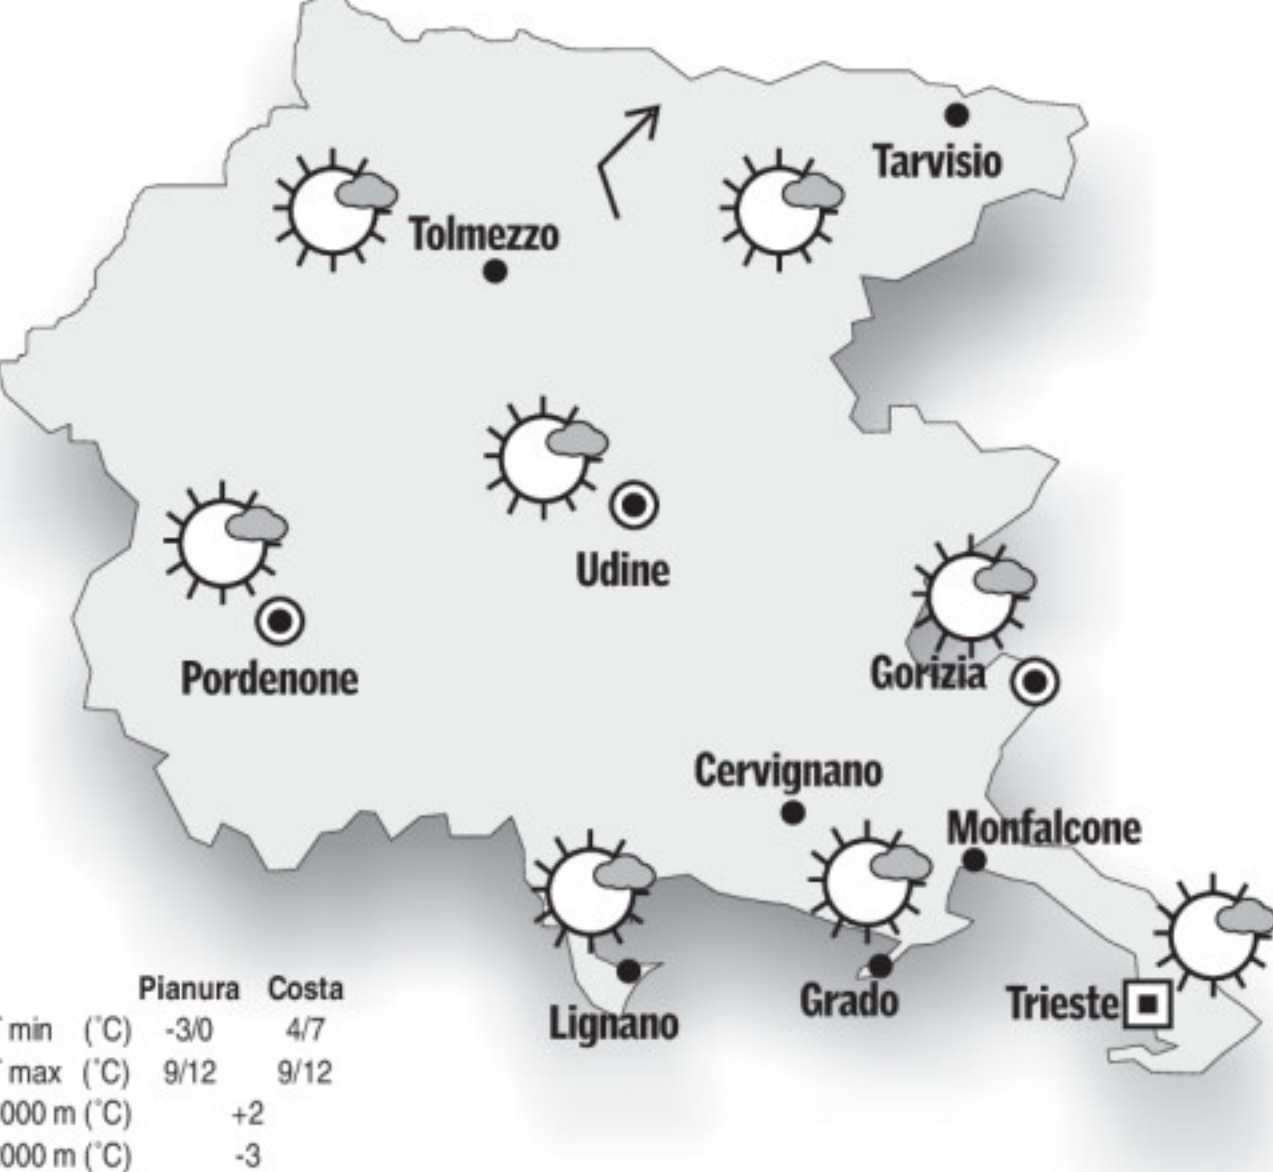 Tarvisio
Tolmezzo
Udine
Pordenone
Gorizia
Cervignano
Monfalcone
Grado
Trieste
Lignano
Pianura Costa
min (°C) -3/0 4/7
max (°C) 9/12 9/12
000 m (°C) +2
000 m (°C) -3